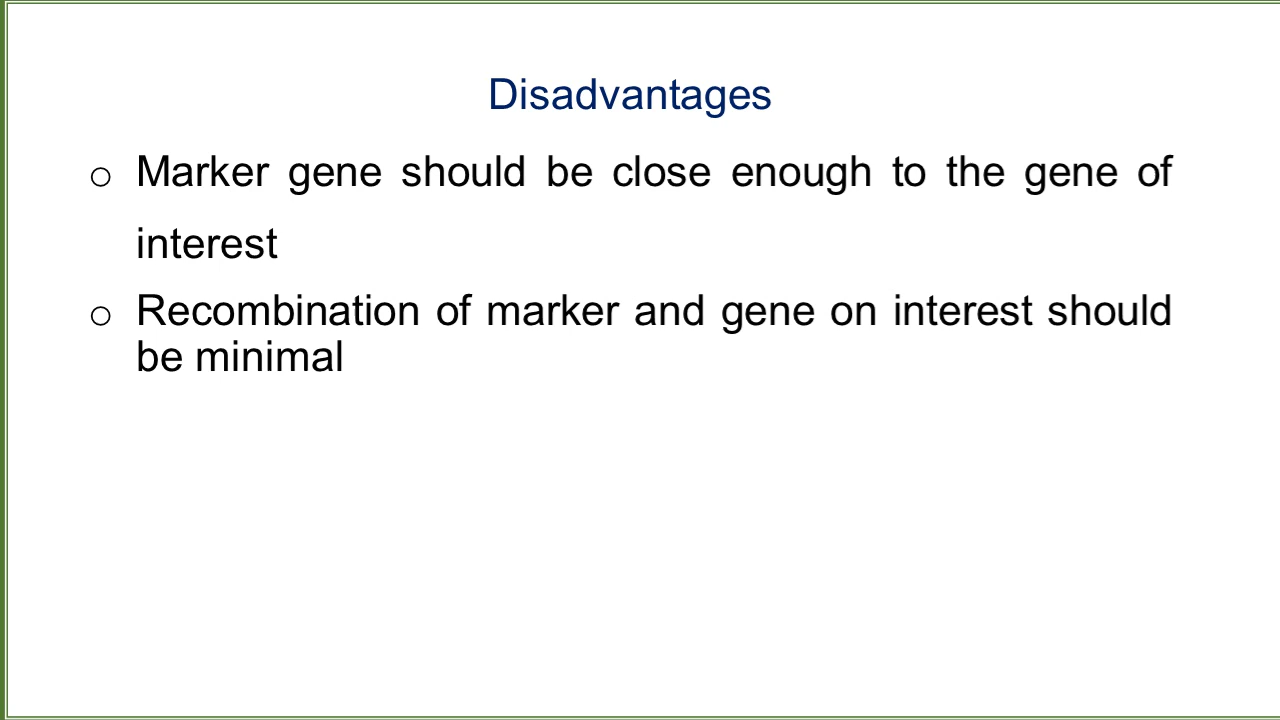 Disadvantages
o Marker gene should be close enough to the gene of
interest
o Recombination of marker and gene on interest should
be minimal